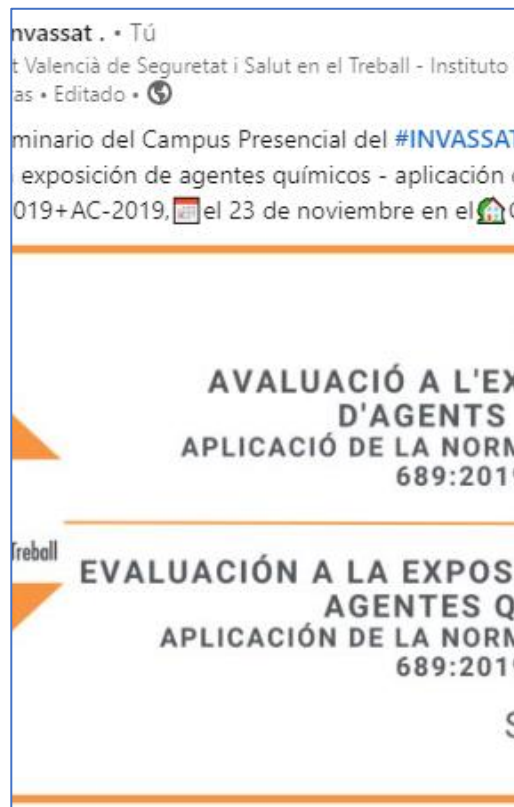 nvassat . • Tú
t Valencià de Seguretat i Salut en el Treball - Instituto
as • Editado •
minario del Campus Presencial del #INVASSAT
exposición de agentes químicos - aplicación
019+AC-2019, el 23 de noviembre en el
AVALUACIÓ A L'EX
D'AGENTS
APLICACIÓ DE LA NORM
689:2019
Treball
EVALUACIÓN A LA EXPOS
AGENTES Q
APLICACIÓN DE LA NORM
689:2019
S